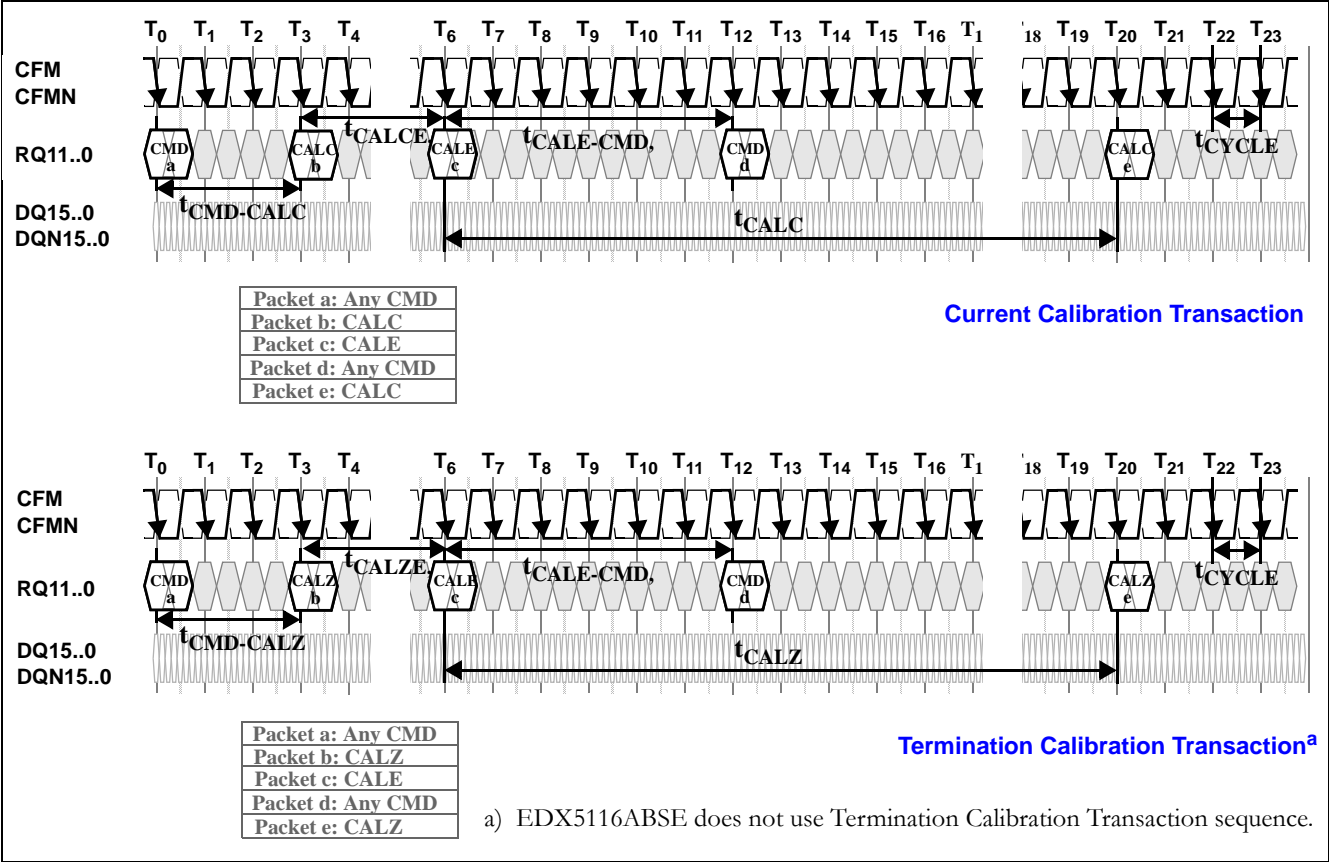 T0 T1 T2 T3 T4 T6 T7 T8 T9 T10 T11 T12 T13 T14 T15 T16 T1 18 T19 T20 T21 T22 T23
CFM
CFMN
tCALCE, tCALE-CMD, tCYCLE
RQ11..0
CMD a CALC b CALE c CMD d CALC e
tCMD-CALC
DQ15..0
DQN15..0
tCALC
Packet a: Any CMD
Packet b: CALC
Packet c: CALE
Packet d: Any CMD
Packet e: CALC
Current Calibration Transaction
T0 T1 T2 T3 T4 T6 T7 T8 T9 T10 T11 T12 T13 T14 T15 T16 T1 18 T19 T20 T21 T22 T23
CFM
CFMN
tCALZE, tCALE-CMD, tCYCLE
RQ11..0
CMD a CALZ b CALE c CMD d CALZ e
tCMD-CALZ
DQ15..0
DQN15..0
tCALZ
Packet a: Any CMD
Packet b: CALZ
Packet c: CALE
Packet d: Any CMD
Packet e: CALZ
Termination Calibration Transactiona
a) EDX5116ABSE does not use Termination Calibration Transaction sequence.